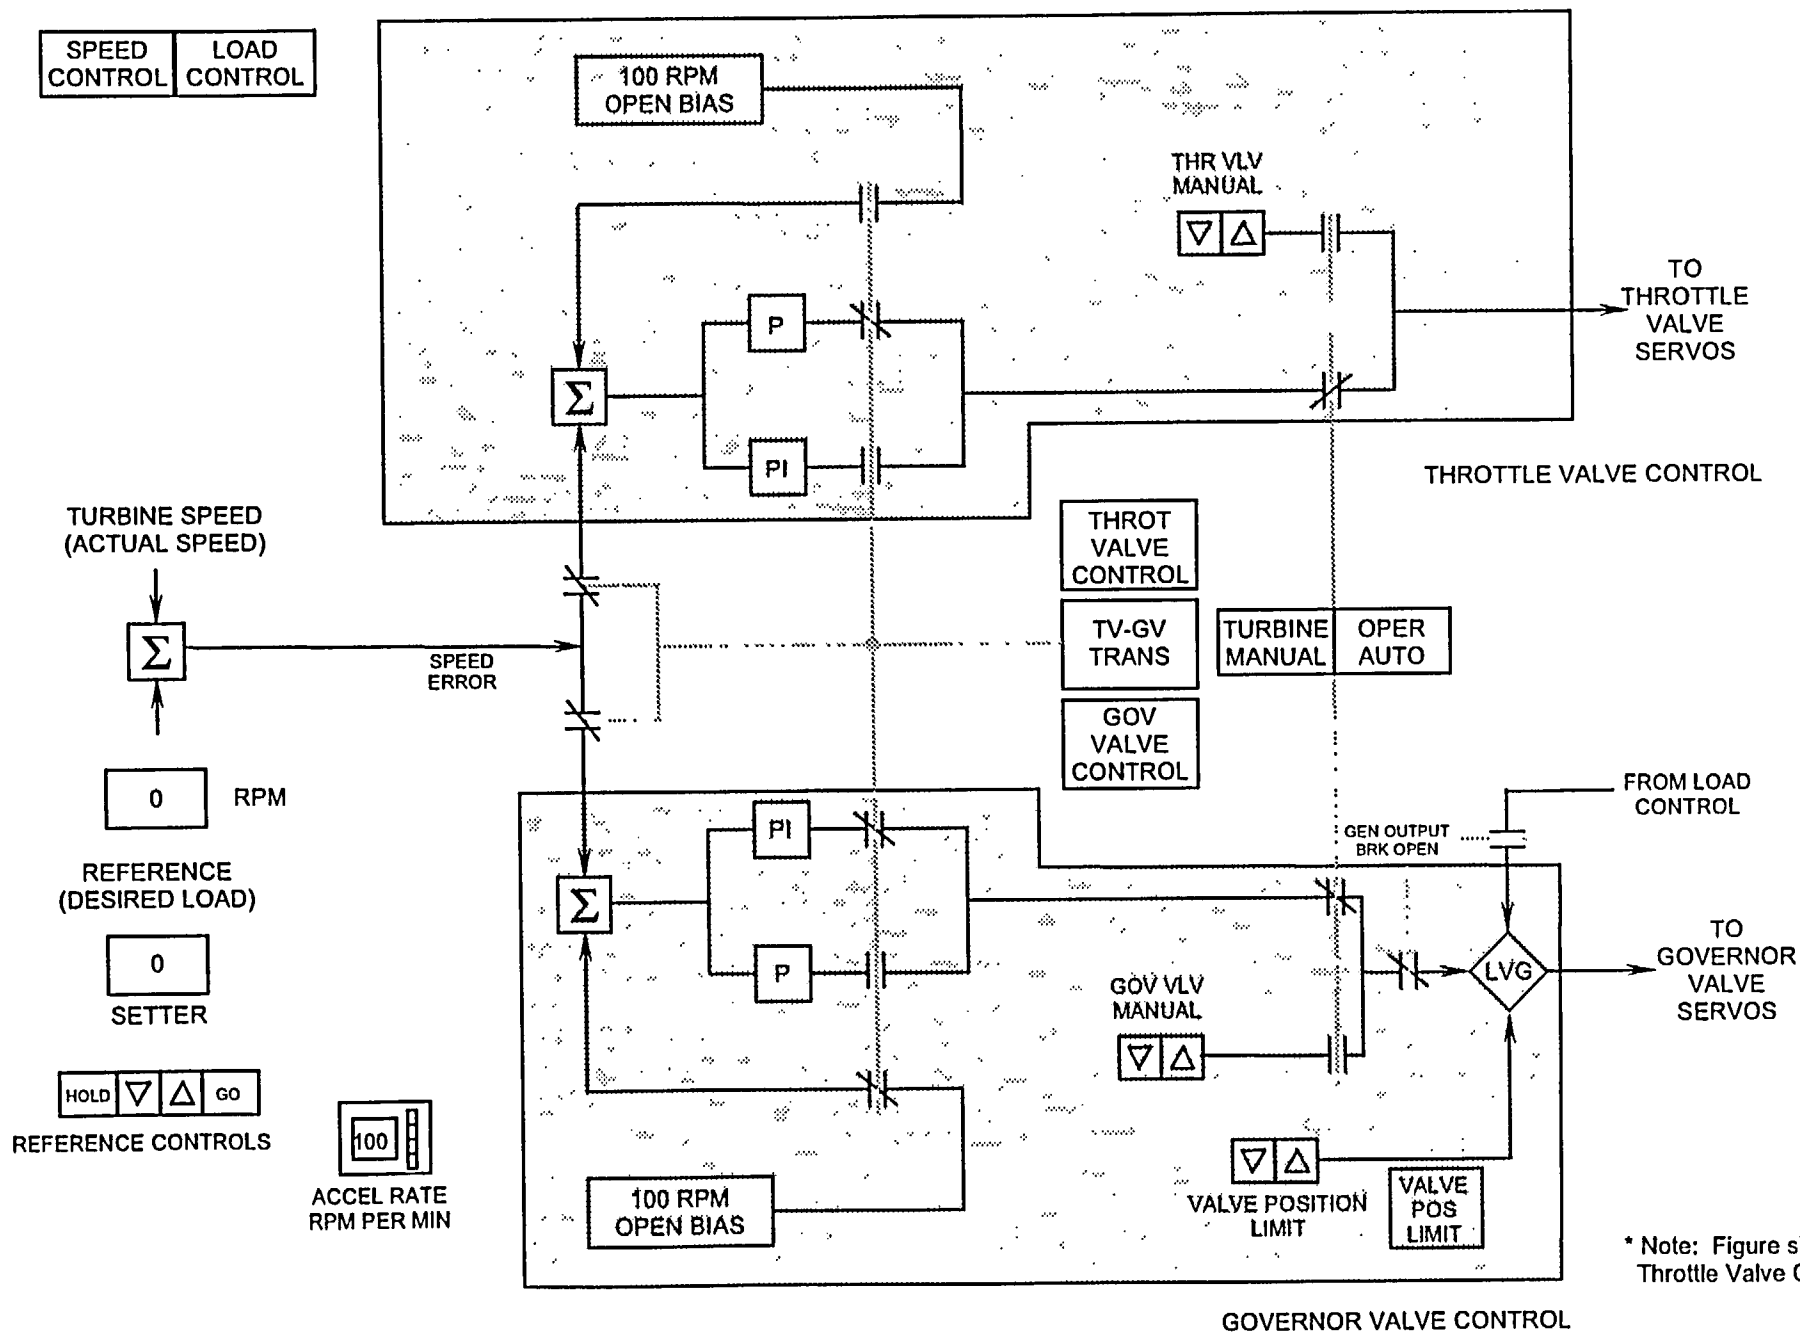 SPEED CONTROL
LOAD CONTROL
100 RPM
OPEN BIAS
THR VLV
MANUAL
TO
THROTTLE
VALVE
SERVOS
P
Σ
PI
THROTTLE VALVE CONTROL
TURBINE SPEED
(ACTUAL SPEED)
THROT
VALVE
CONTROL
Σ
SPEED
ERROR
TV-GV
TRANS
TURBINE
MANUAL
OPER
AUTO
GOV
VALVE
CONTROL
0 RPM
FROM LOAD
CONTROL
GEN OUTPUT
BRK OPEN
PI
REFERENCE
(DESIRED LOAD)
Σ
P
0
SETTER
GOV VLV
MANUAL
LVG
TO
GOVERNOR
VALVE
SERVOS
HOLD GO
REFERENCE CONTROLS
100
ACCEL RATE
RPM PER MIN
100 RPM
OPEN BIAS
VALVE POSITION
LIMIT
VALVE
POS
LIMIT
* Note: Figure s
Throttle Valve
GOVERNOR VALVE CONTROL